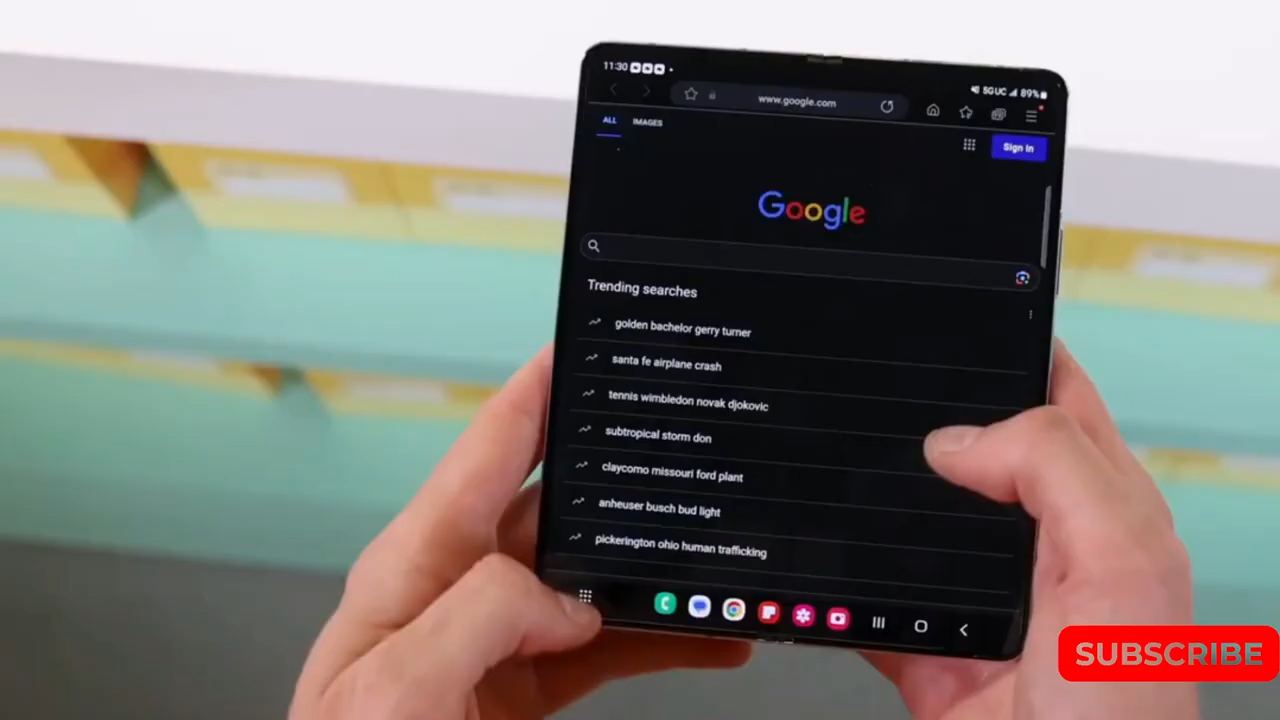 11:30
5G UC 89%
www.google.com
ALL IMAGES
Sign in
Google
Trending searches
golden bachelor gerry turner
santa fe airplane crash
tennis wimbledon novak djokovic
subtropical storm don
claycomo missouri ford plant
anheuser busch bud light
pickerington ohio human trafficking
SUBSCRIBE